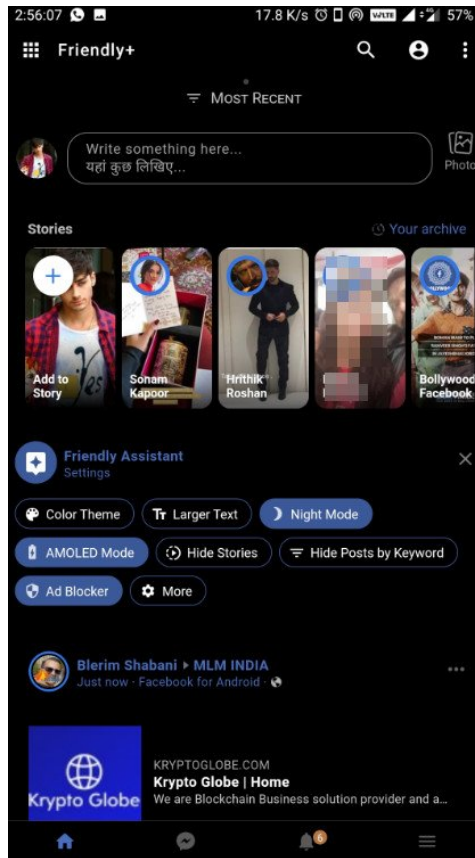 2:56:07 17.8 K/s VoLTE 4G 57%
Friendly+
MOST RECENT
Write something here...
यहां कुछ लिखिए...
Photo
Stories
Your archive
Add to
Story
Sonam
Kapoor
Hrithik
Roshan
Bollywood
Facebook
Friendly Assistant
Settings
Color Theme
Larger Text
Night Mode
AMOLED Mode
Hide Stories
Hide Posts by Keyword
Ad Blocker
More
Blerim Shabani ▸ MLM INDIA
Just now · Facebook for Android ·
Krypto Globe
KRYPTOGLOBE.COM
Krypto Globe | Home
We are Blockchain Business solution provider and a...
6